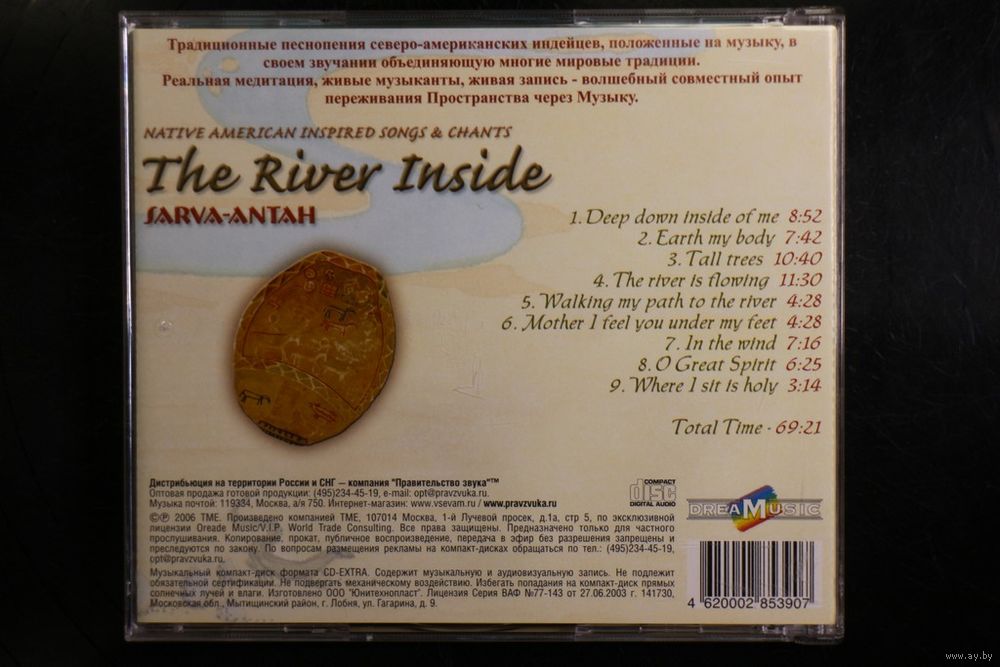 Традиционные песнопения северо-американских индейцев, положенные на музыку, в
своем звучании объединяющую многие мировые традиции.
Реальная медитация, живые музыканты, живая запись - волшебный совместный опыт
переживания Пространства через Музыку.
NATIVE AMERICAN INSPIRED SONGS & CHANTS
The River Inside
SARVA-ANTAH
1. Deep down inside of me 8:52
2. Earth my body 7:42
3. Tall trees 10:40
4. The river is flowing 11:30
5. Walking my path to the river 4:28
6. Mother I feel you under my feet 4:28
7. In the wind 7:16
8. O Great Spirit 6:25
9. Where I sit is holy 3:14
Total Time - 69:21
Дистрибьюция на территории России и СНГ – компания "Правительство звука"™
Оптовая продажа готовой продукции: (495)234-45-19, e-mail: opt@pravzvuka.ru.
Музыка почтой: 119334, Москва, а/я 750. Интернет-магазин: www.vsevam.ru / www.pravzvuka.ru
©℗ 2006 TME. Произведено компанией TME, 107014 Москва, 1-й Лучевой просек, д.1а, стр 5, по эксклюзивной
лицензии Oreade Music/V.I.P. World Trade Consulting. Все права защищены. Предназначено только для частного
прослушивания. Копирование, прокат, публичное воспроизведение, передача в эфир без разрешения запрещены и
преследуются по закону. По вопросам размещения рекламы на компакт-дисках обращаться по тел.: (495)234-45-19,
opt@pravzvuka.ru.
Музыкальный компакт-диск формата CD-EXTRA. Содержит музыкальную и аудиовизуальную запись. Не подлежит
обязательной сертификации. Не подвергать механическому воздействию. Избегать попадания на компакт-диск прямых
солнечных лучей и влаги. Изготовлено ООО "Юнитехнопласт". Лицензия Серия ВАФ №77-143 от 27.06.2003 г. 141730,
Московская обл., Мытищинский район, г. Лобня, ул. Гагарина, д. 9.
COMPACT
disc
DIGITAL AUDIO
DREAMUSIC
4 620002 853907
www.ay.by